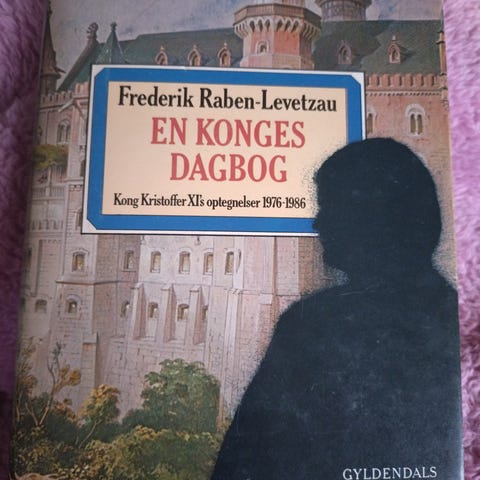 Frederik Raben-Levetzau
EN KONGES
DAGBOG
Kong Kristoffer XI's optegnelser 1976-1986
GYLDENDALS